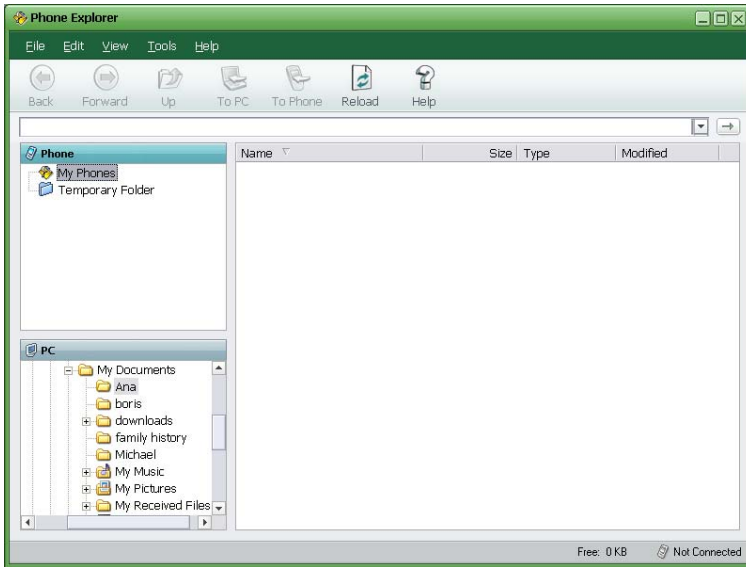 Phone Explorer
File Edit View Tools Help
Back Forward Up To PC To Phone Reload Help
Phone
My Phones
Temporary Folder
Name Size Type Modified
PC
My Documents
Ana
boris
downloads
family history
Michael
My Music
My Pictures
My Received Files
Free: 0 KB Not Connected